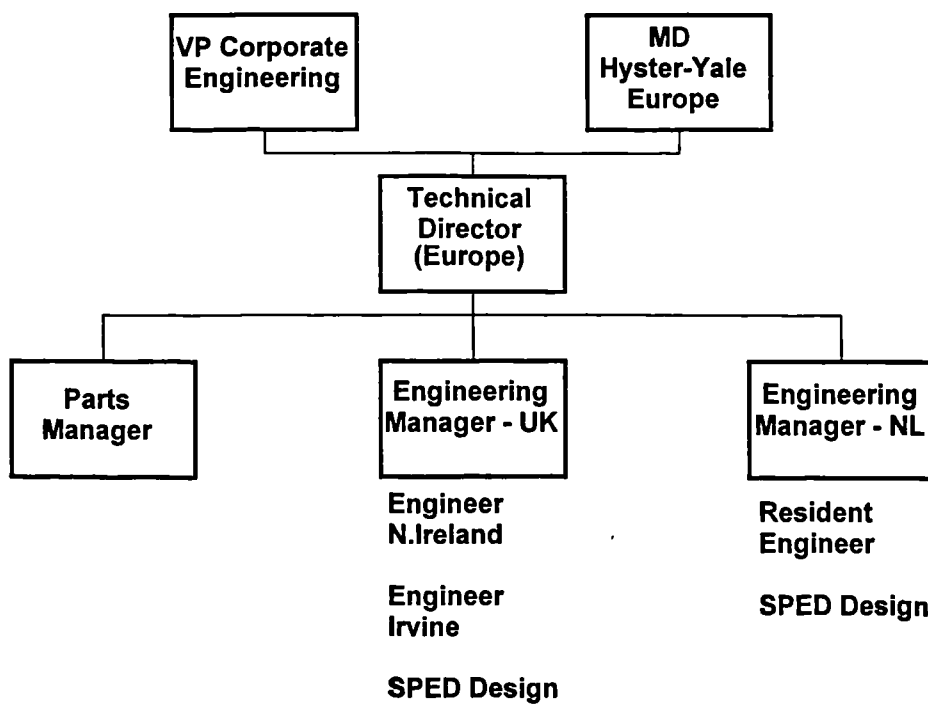 VP Corporate
Engineering
MD
Hyster-Yale
Europe
Technical
Director
(Europe)
Parts
Manager
Engineering
Manager - UK
Engineering
Manager - NL
Engineer
N.Ireland
Engineer
Irvine
SPED Design
Resident
Engineer
SPED Design